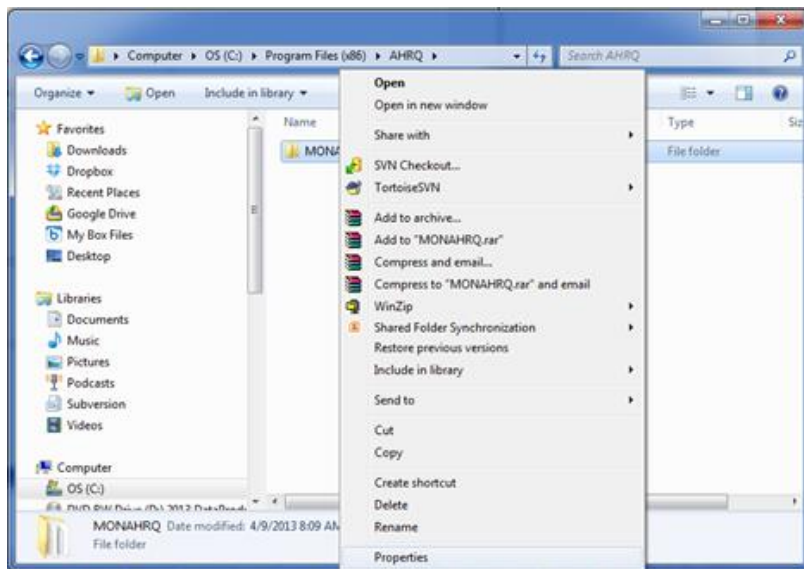 Computer OS (C:) Program Files (x86) AHRQ Search AHRQ
Organize Open Include in library
Favorites
Downloads
Dropbox
Recent Places
Google Drive
My Box Files
Desktop
Libraries
Documents
Music
Pictures
Podcasts
Subversion
Videos
Computer
OS (C:)
Name
Type
File folder
Open
Open in new window
Share with
SVN Checkout...
TortoiseSVN
Add to archive...
Add to "MONAHRQ.rar"
Compress and email...
Compress to "MONAHRQ.rar" and email
WinZip
Shared Folder Synchronization
Restore previous versions
Include in library
Send to
Cut
Copy
Create shortcut
Delete
Rename
Properties
MONAHRQ Date modified: 4/9/2013 8:09 AM
File folder